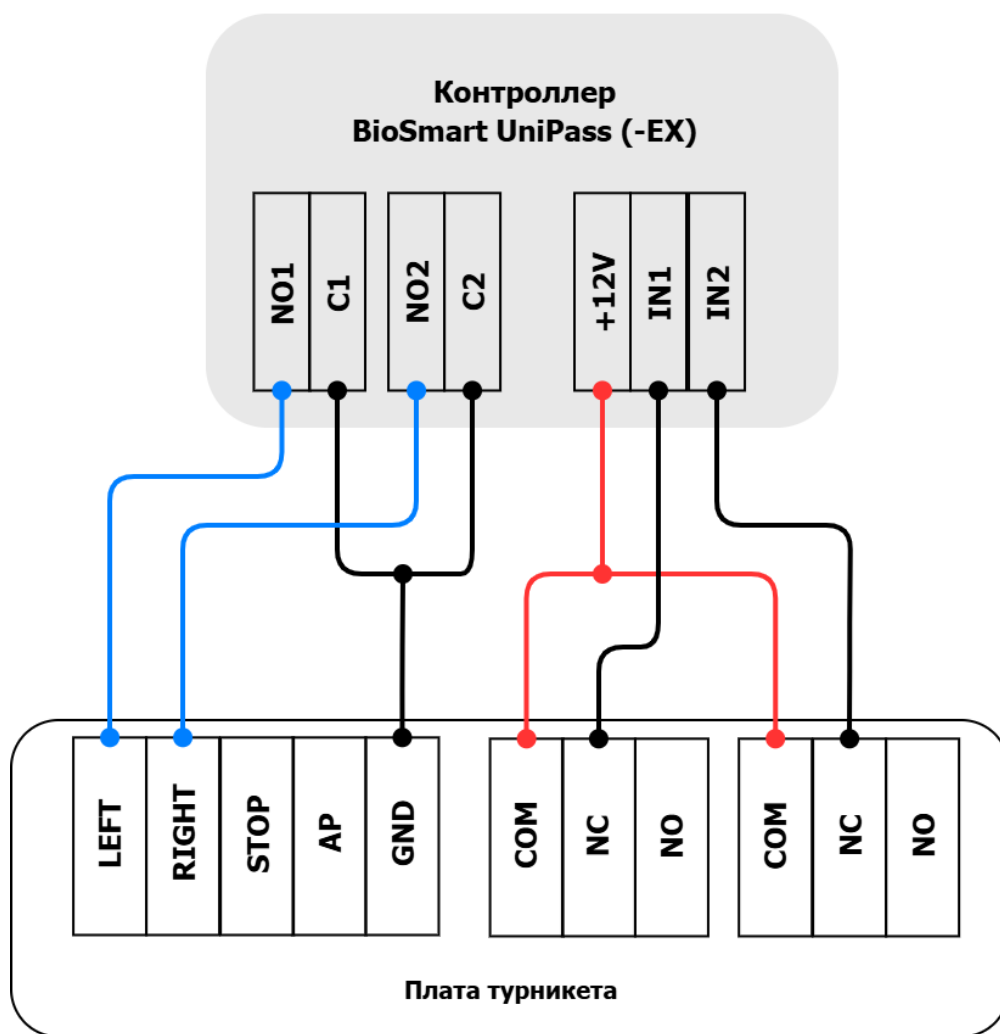 Контроллер
BioSmart UniPass (-EX)
NO1
C1
NO2
C2
+12V
IN1
IN2
LEFT
RIGHT
STOP
AP
GND
COM
NC
NO
COM
NC
NO
Плата турникета